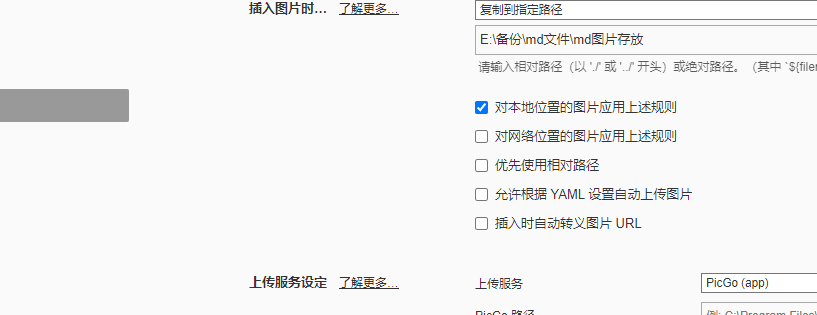 插入图片时... 了解更多... 复制到指定路径
E:\备份\md文件\md图片存放
请输入相对路径（以 './' 或 '../' 开头）或绝对路径。（其中 `${filen
对本地位置的图片应用上述规则
对网络位置的图片应用上述规则
优先使用相对路径
允许根据 YAML 设置自动上传图片
插入时自动转义图片 URL
上传服务设定 了解更多... 上传服务 PicGo (app)
PicGo 路径 例: C:\Program Files\